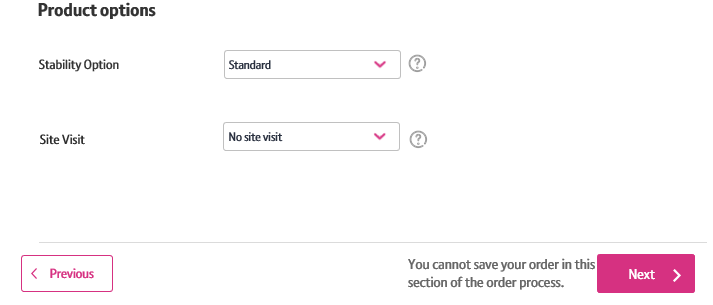 Product options
Stability Option
Standard
?
Site Visit
No site visit
?
Previous
You cannot save your order in this
section of the order process.
Next